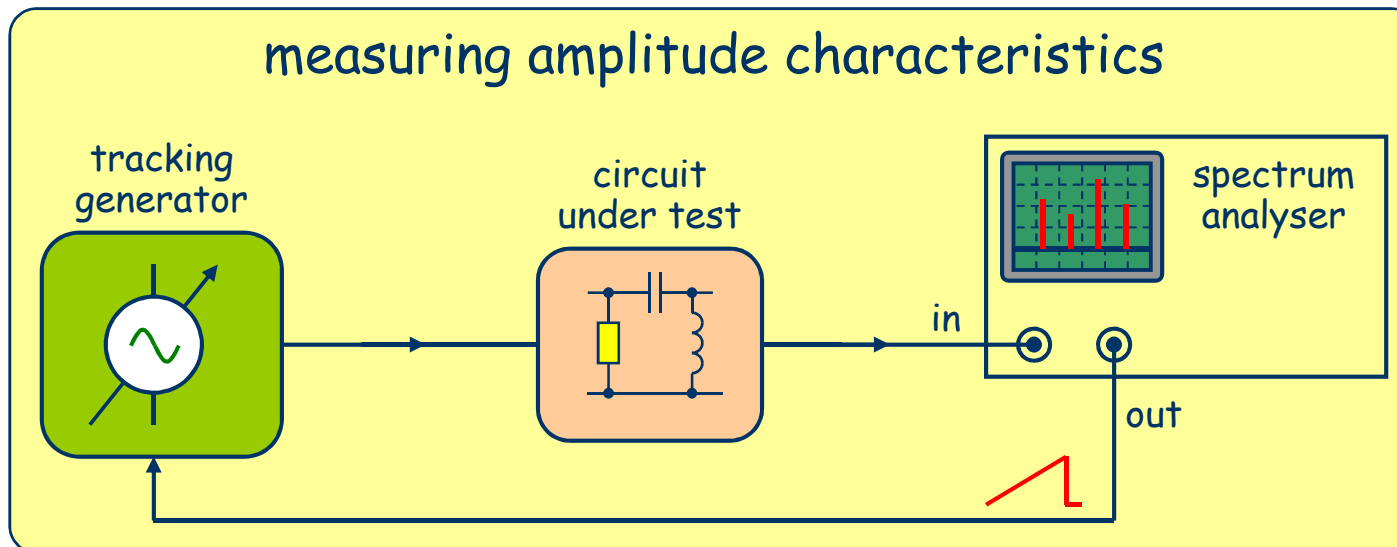 measuring amplitude characteristics
tracking
generator
circuit
under test
spectrum
analyser
in
out